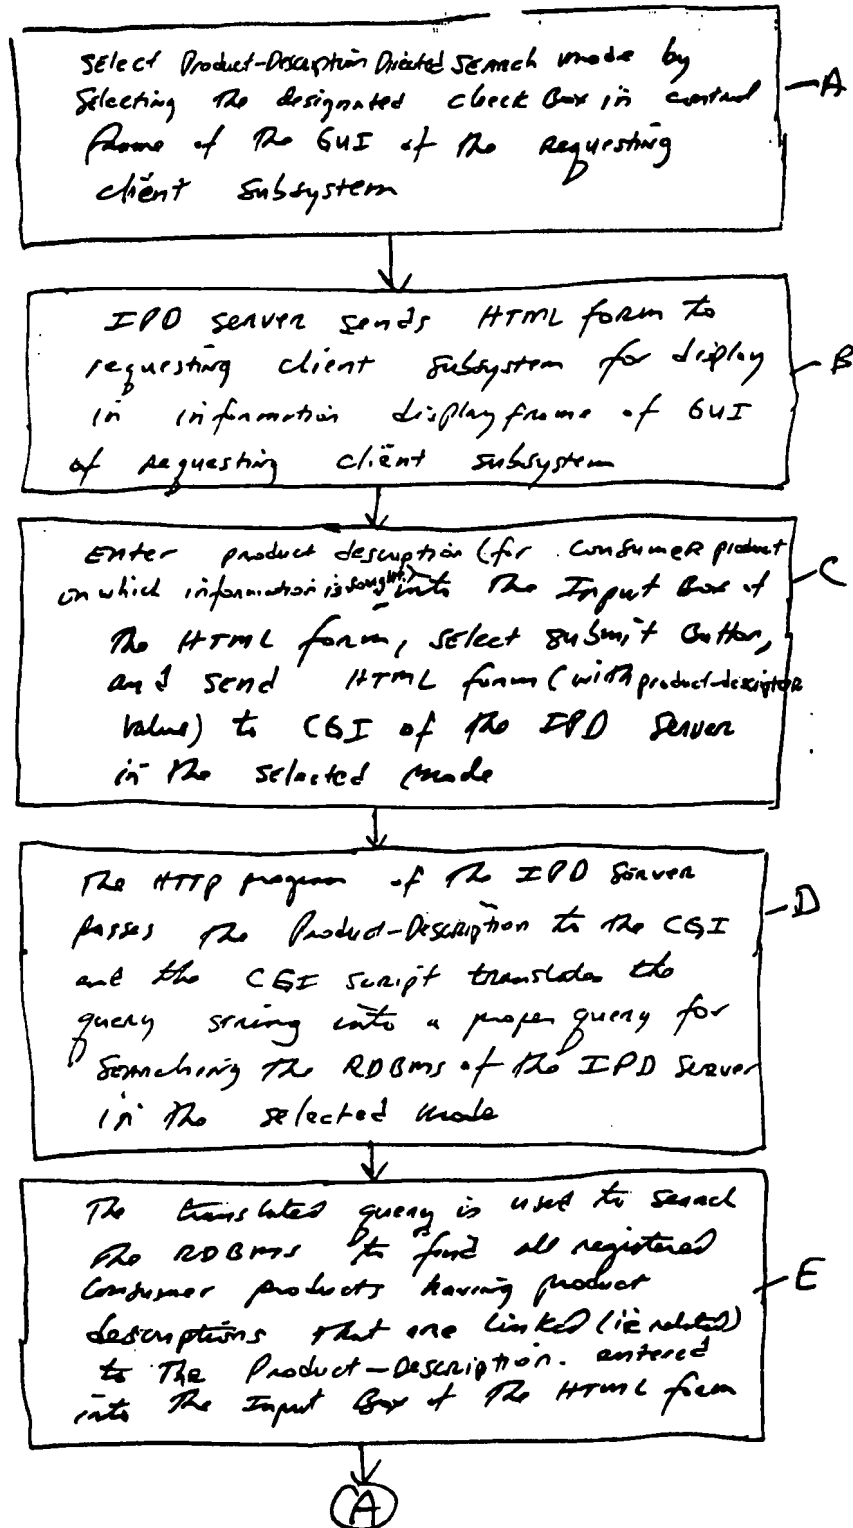 Select Product-Description Directed Search mode by
Selecting the designated check Box in control
frame of the GUI of the requesting
client subsystem
A
IPD server sends HTML form to
requesting client subsystem for display
in information display frame of GUI
of requesting client subsystem
B
Enter product description (for consumer product
on which information is sought) into the Input Box of
the HTML form, select submit Button,
and send HTML form (with product-descriptor
value) to CGI of the IPD Server
in the selected mode
C
The HTTP program of the IPD Server
passes the Product-Description to the CGI
and the CGI script translates the
query string into a proper query for
Searching the RDBMS of the IPD Server
in the selected mode
D
The translated query is used to search
the RDBMS to find all registered
Consumer products having product
descriptions that are linked (ie related)
to the Product-Description. entered
into the Input Box of the HTML form
E
A